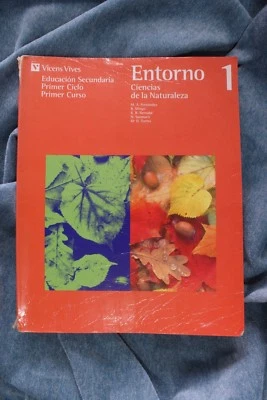 Vicens Vives
Educación Secundaria
Primer Ciclo
Primer Curso
Entorno 1
Ciencias
de la Naturaleza